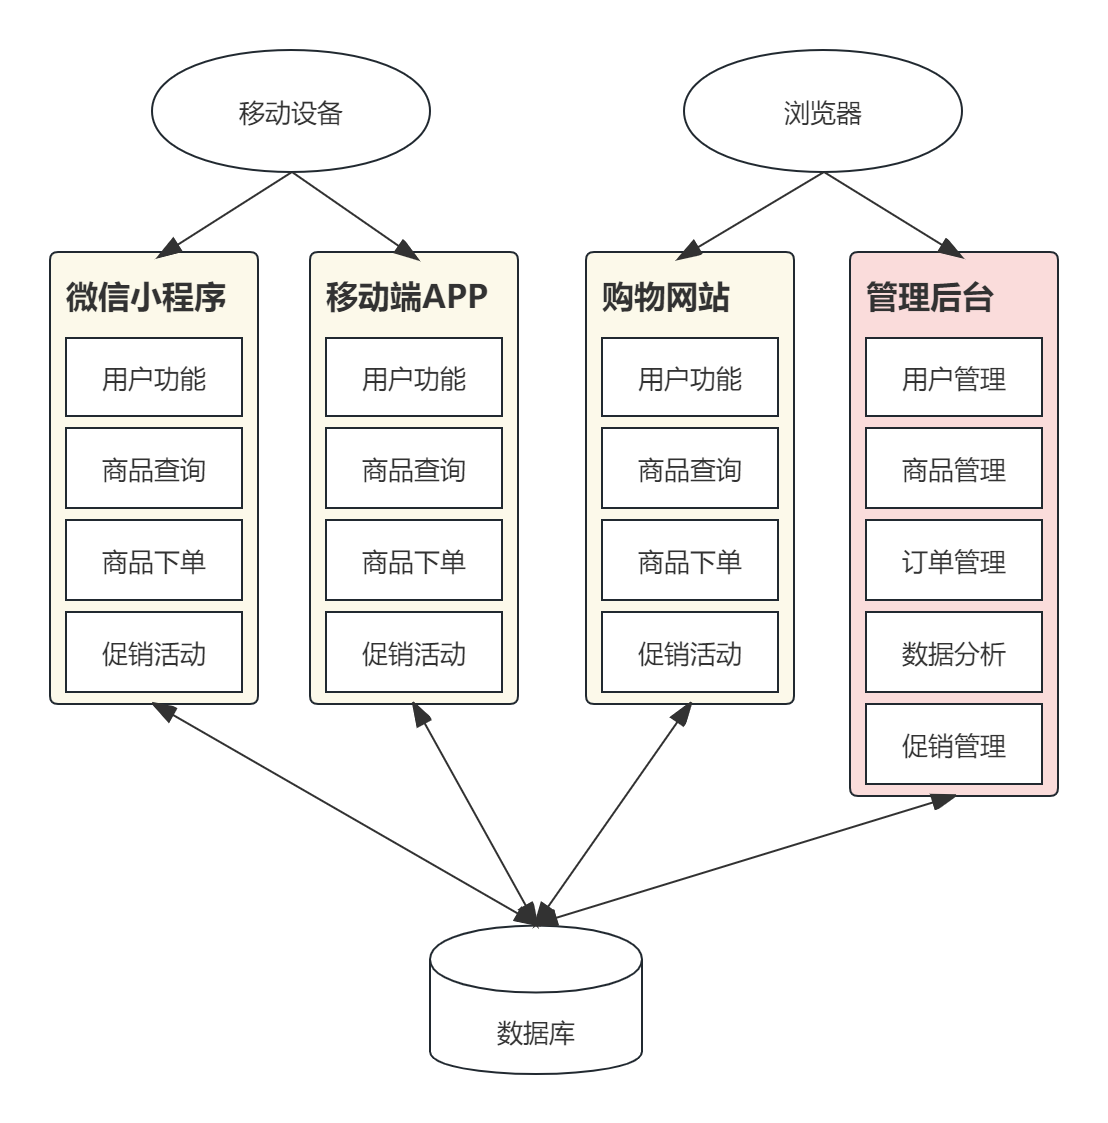 移动设备
浏览器
微信小程序
用户功能
商品查询
商品下单
促销活动
移动端APP
用户功能
商品查询
商品下单
促销活动
购物网站
用户功能
商品查询
商品下单
促销活动
管理后台
用户管理
商品管理
订单管理
数据分析
促销管理
数据库